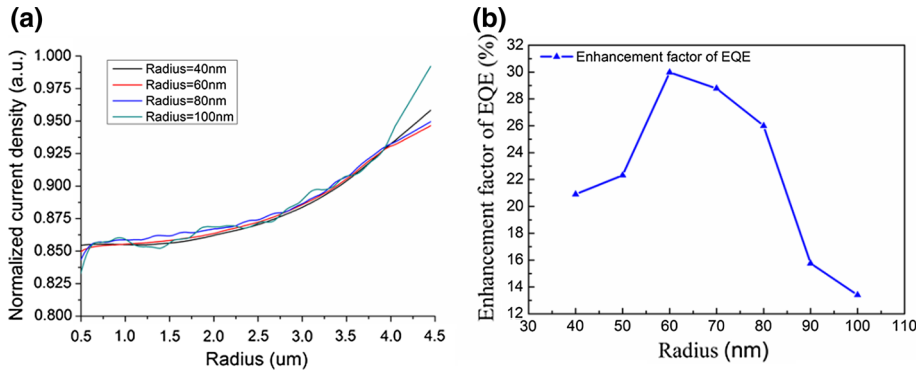 (a)
Normalized current density (a.u.)
1.000
0.975
0.950
0.925
0.900
0.875
0.850
0.825
0.800
Radius=40nm
Radius=60nm
Radius=80nm
Radius=100nm
0.5 1.0 1.5 2.0 2.5 3.0 3.5 4.0 4.5
Radius (um)
(b)
Enhancement factor of EQE (%)
32
30
28
26
24
22
20
18
16
14
12
Enhancement factor of EQE
30 40 50 60 70 80 90 100 110
Radius (nm)